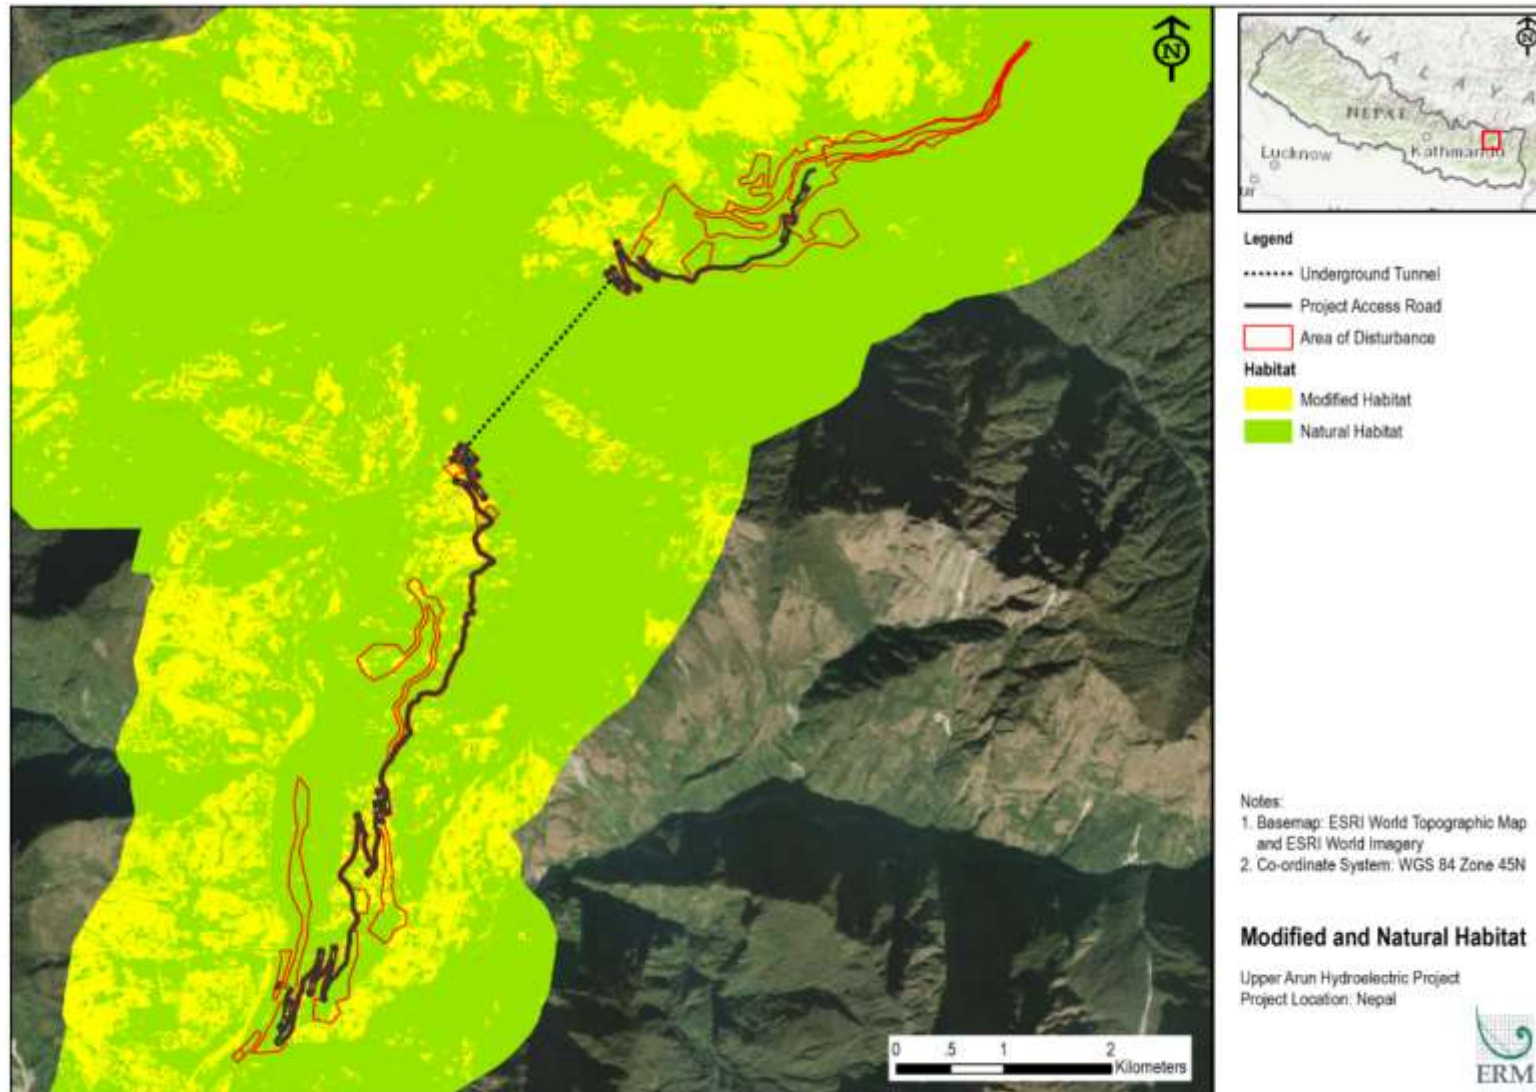 N
N
M A L A Y A
NEPAL
Kathmandu
Lucknow
ur
Legend
Underground Tunnel
Project Access Road
Area of Disturbance
Habitat
Modified Habitat
Natural Habitat
Notes:
1. Basemap: ESRI World Topographic Map
and ESRI World Imagery
2. Co-ordinate System: WGS 84 Zone 45N
Modified and Natural Habitat
Upper Arun Hydroelectric Project
Project Location: Nepal
ERM
0 .5 1 2
Kilometers